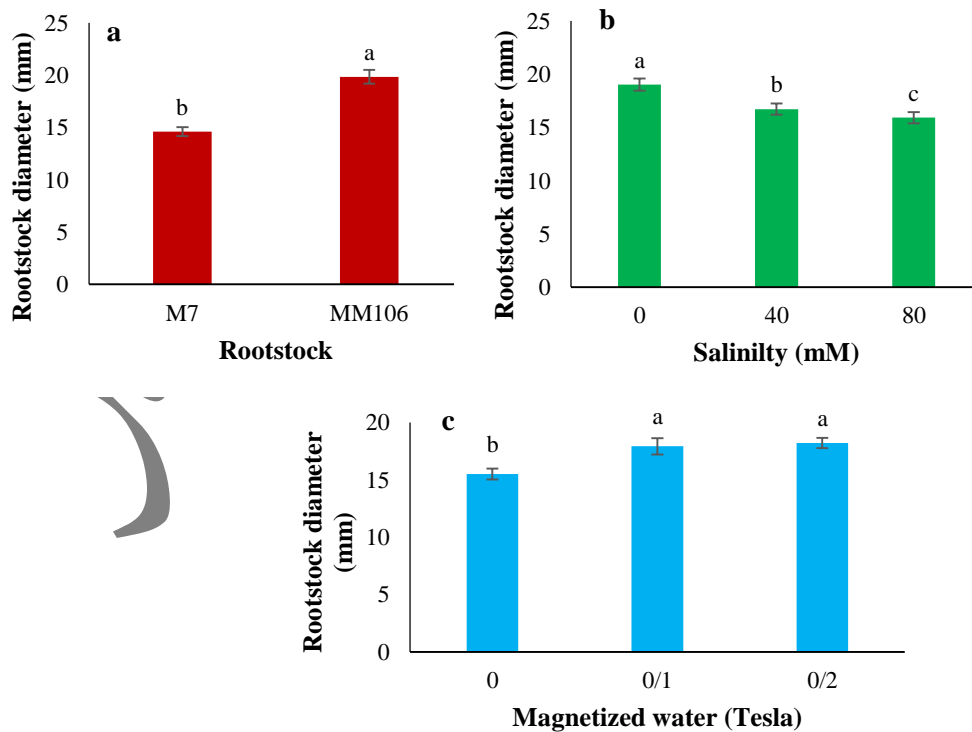 a
Rootstock diameter (mm)
25
20
15
10
5
0
b
a
M7
MM106
Rootstock
b
Rootstock diameter (mm)
25
20
15
10
5
0
a
b
c
0
40
80
Salinilty (mM)
c
Rootstock diameter
(mm)
20
15
10
5
0
b
a
a
0
0/1
0/2
Magnetized water (Tesla)